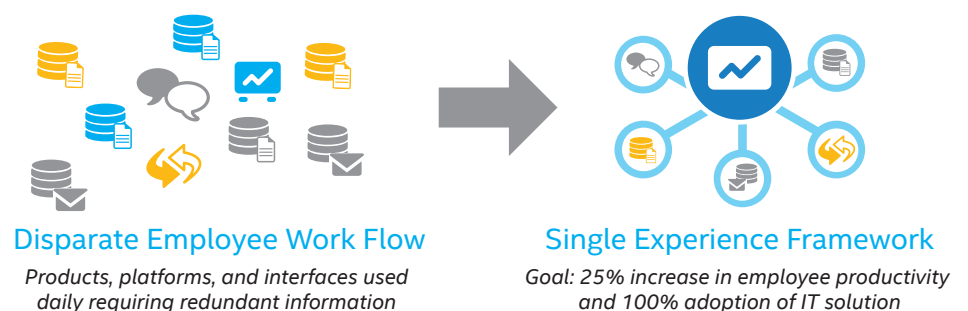 Disparate Employee Work Flow
Products, platforms, and interfaces used
daily requiring redundant information
Single Experience Framework
Goal: 25% increase in employee productivity
and 100% adoption of IT solution